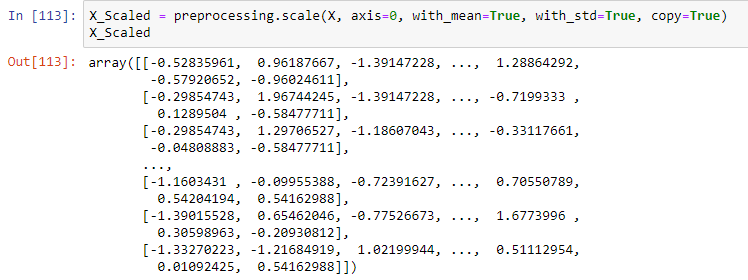 In [113]: X_Scaled = preprocessing.scale(X, axis=0, with_mean=True, with_std=True, copy=True)
X_Scaled
Out[113]: array([[-0.52835961,  0.96187667, -1.39147228, ...,  1.28864292,
-0.57920652, -0.96024611],
[-0.29854743,  1.96744245, -1.39147228, ..., -0.7199333 ,
0.1289504 , -0.58477711],
[-0.29854743,  1.29706527, -1.18607043, ..., -0.33117661,
-0.04808883, -0.58477711],
...,
[-1.1603431 , -0.09955388, -0.72391627, ...,  0.70550789,
0.54204194,  0.54162988],
[-1.39015528,  0.65462046, -0.77526673, ...,  1.6773996 ,
0.30598963, -0.20930812],
[-1.33270223, -1.21684919,  1.02199944, ...,  0.51112954,
0.01092425,  0.54162988]])